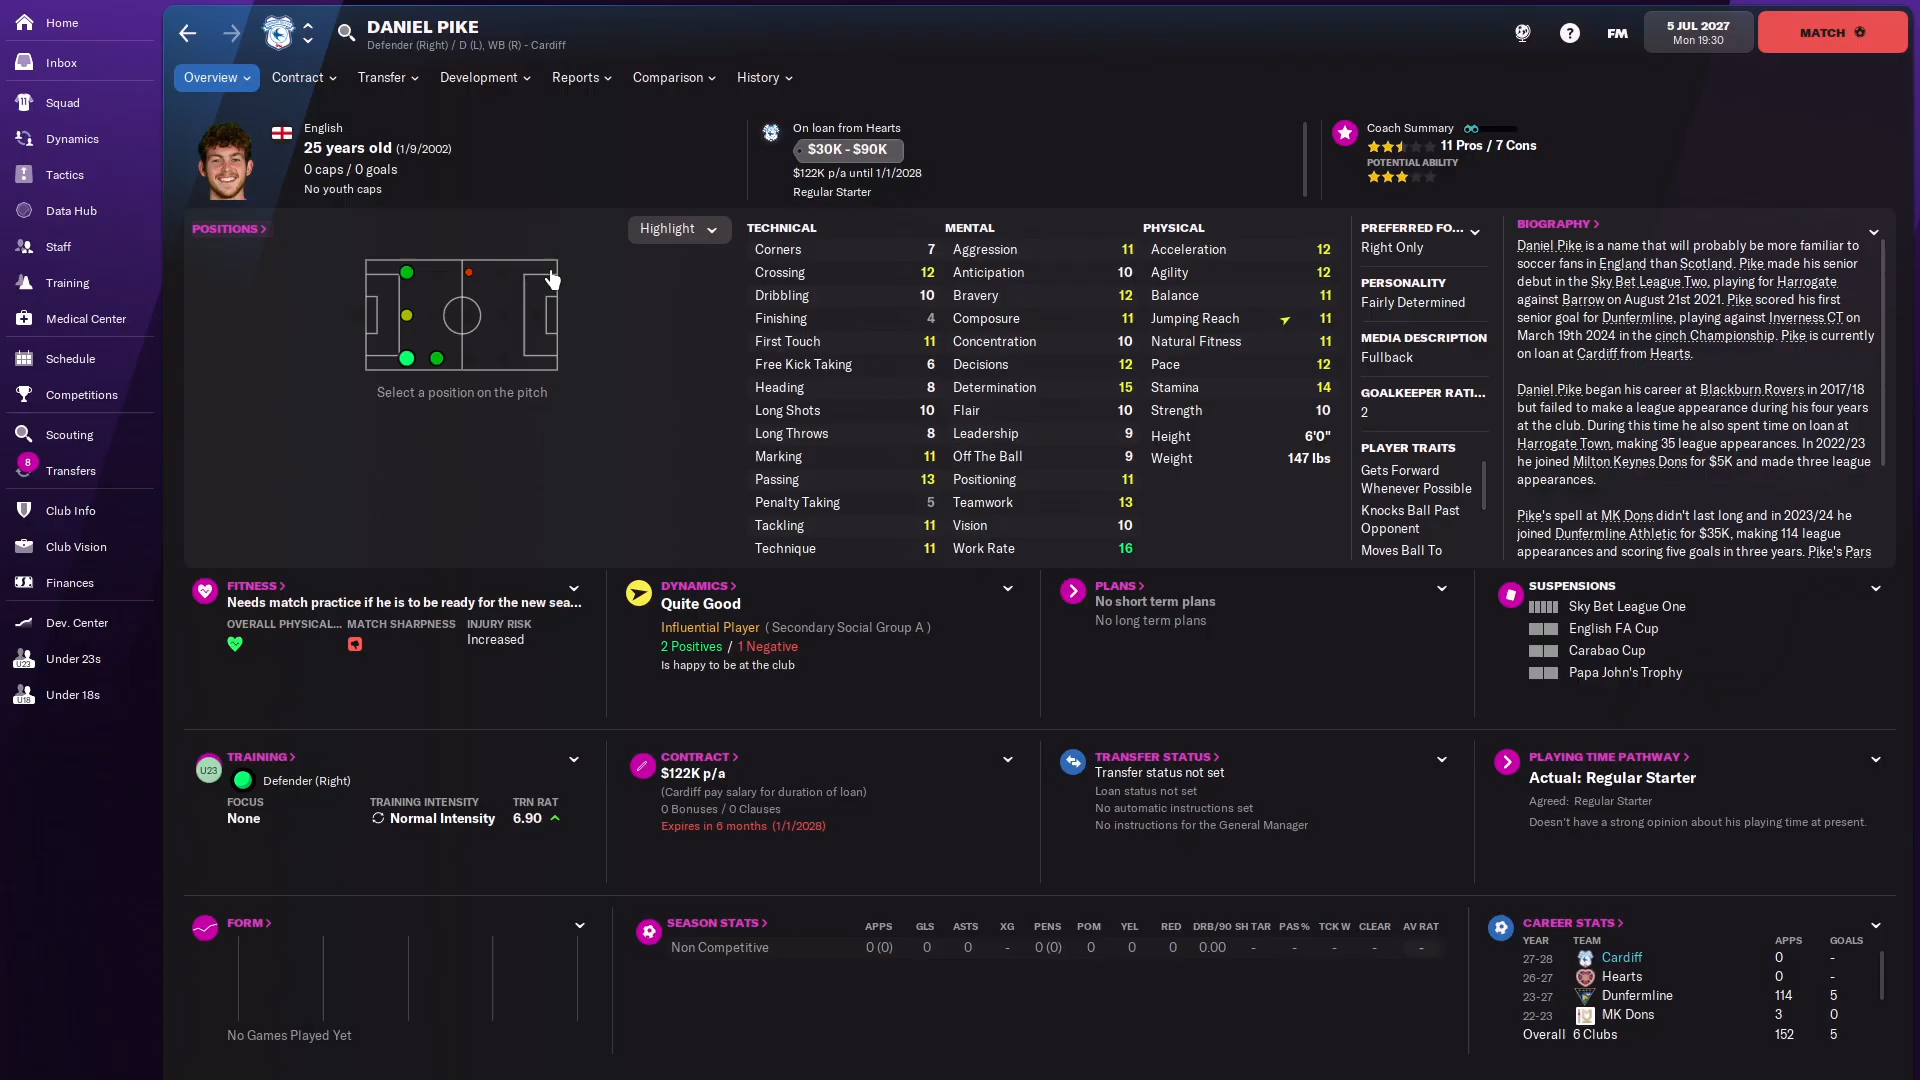 Home
Inbox
Squad
Dynamics
Tactics
Data Hub
Staff
Training
Medical Center
Schedule
Competitions
Scouting
8
Transfers
Club Info
Club Vision
Finances
Dev. Center
U23
Under 23s
U18
Under 18s
DANIEL PIKE
Defender (Right) / D (L), WB (R) - Cardiff
FM
5 JUL 2027
Mon 19:30
MATCH
Overview
Contract
Transfer
Development
Reports
Comparison
History
English
25 years old (1/9/2002)
0 caps / 0 goals
No youth caps
On loan from Hearts
$30K - $90K
$122K p/a until 1/1/2028
Regular Starter
Coach Summary
11 Pros / 7 Cons
POTENTIAL ABILITY
POSITIONS >
Highlight
Select a position on the pitch
TECHNICAL
Corners 7
Crossing 12
Dribbling 10
Finishing 4
First Touch 11
Free Kick Taking 6
Heading 8
Long Shots 10
Long Throws 8
Marking 11
Passing 13
Penalty Taking 5
Tackling 11
Technique 11
MENTAL
Aggression 11
Anticipation 10
Bravery 12
Composure 11
Concentration 10
Decisions 12
Determination 15
Flair 10
Leadership 9
Off The Ball 9
Positioning 11
Teamwork 13
Vision 10
Work Rate 16
PHYSICAL
Acceleration 12
Agility 12
Balance 11
Jumping Reach 11
Natural Fitness 11
Pace 12
Stamina 14
Strength 10
Height 6'0"
Weight 147 lbs
PREFERRED FO...
Right Only
PERSONALITY
Fairly Determined
MEDIA DESCRIPTION
Fullback
GOALKEEPER RATI...
2
PLAYER TRAITS
Gets Forward
Whenever Possible
Knocks Ball Past
Opponent
Moves Ball To
BIOGRAPHY >
Daniel Pike is a name that will probably be more familiar to
soccer fans in England than Scotland. Pike made his senior
debut in the Sky Bet League Two, playing for Harrogate
against Barrow on August 21st 2021. Pike scored his first
senior goal for Dunfermline, playing against Inverness CT on
March 19th 2024 in the cinch Championship. Pike is currently
on loan at Cardiff from Hearts.
Daniel Pike began his career at Blackburn Rovers in 2017/18
but failed to make a league appearance during his four years
at the club. During this time he also spent time on loan at
Harrogate Town, making 35 league appearances. In 2022/23
he joined Milton Keynes Dons for $5K and made three league
appearances.
Pike's spell at MK Dons didn't last long and in 2023/24 he
joined Dunfermline Athletic for $35K, making 114 league
appearances and scoring five goals in three years. Pike's Pars
FITNESS >
Needs match practice if he is to be ready for the new sea...
OVERALL PHYSICAL... MATCH SHARPNESS INJURY RISK
Increased
DYNAMICS >
Quite Good
Influential Player ( Secondary Social Group A )
2 Positives / 1 Negative
Is happy to be at the club
PLANS >
No short term plans
No long term plans
SUSPENSIONS
Sky Bet League One
English FA Cup
Carabao Cup
Papa John's Trophy
TRAINING >
U23
Defender (Right)
FOCUS TRAINING INTENSITY TRN RAT
None Normal Intensity 6.90
CONTRACT >
$122K p/a
(Cardiff pay salary for duration of loan)
0 Bonuses / 0 Clauses
Expires in 6 months (1/1/2028)
TRANSFER STATUS >
Transfer status not set
Loan status not set
No automatic instructions set
No instructions for the General Manager
PLAYING TIME PATHWAY >
Actual: Regular Starter
Agreed: Regular Starter
Doesn't have a strong opinion about his playing time at present.
FORM >
No Games Played Yet
SEASON STATS > APPS GLS ASTS XG PENS POM YEL RED DRB/90 SH TAR PAS % TCK W CLEAR AV RAT
Non Competitive 0 (0) 0 0 - 0 (0) 0 0 0 0.00 - - - - -
CAREER STATS >
YEAR TEAM APPS GOALS
27-28 Cardiff 0 -
26-27 Hearts 0 -
23-27 Dunfermline 114 5
22-23 MK Dons 3 0
Overall 6 Clubs 152 5